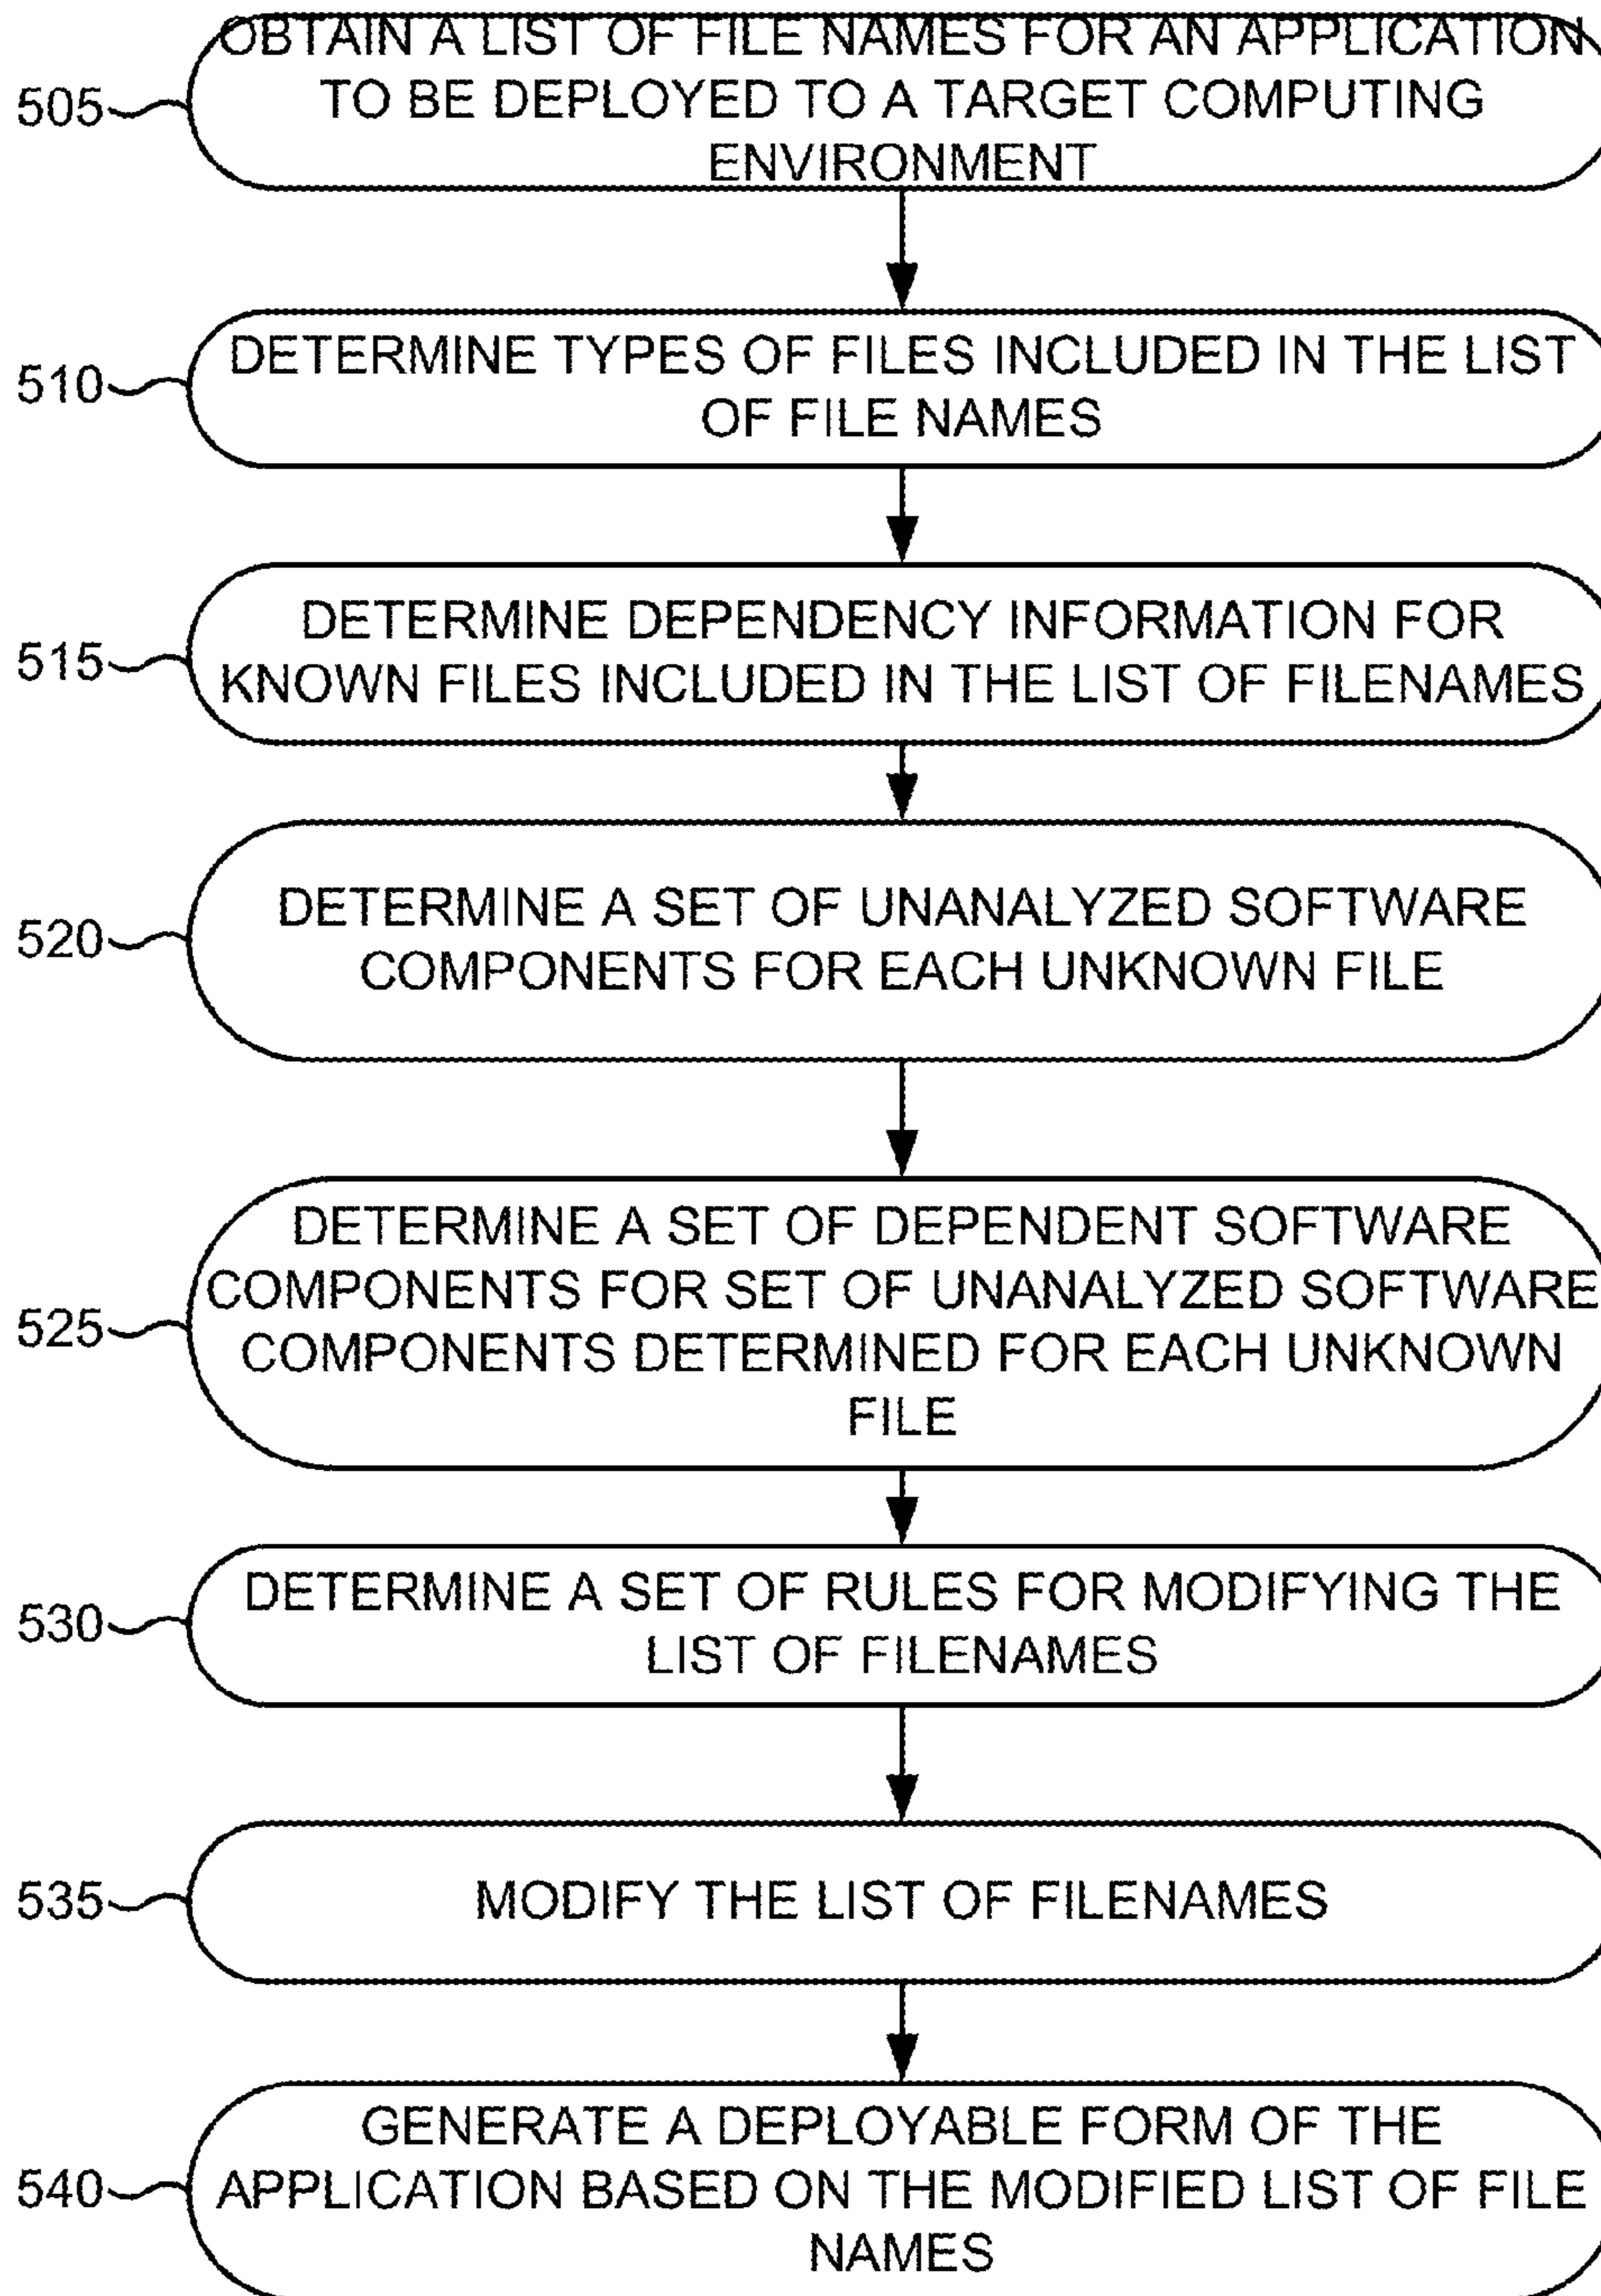 OBTAIN A LIST OF FILE NAMES FOR AN APPLICATION
505 TO BE DEPLOYED TO A TARGET COMPUTING
ENVIRONMENT
DETERMINE TYPES OF FILES INCLUDED IN THE LIST
510
OF FILE NAMES
DETERMINE DEPENDENCY INFORMATION FOR
515
KNOWN FILES INCLUDED IN THE LIST OF FILENAMES
DETERMINE A SET OF UNANALYZED SOFTWARE
520
COMPONENTS FOR EACH UNKNOWN FILE
DETERMINE A SET OF DEPENDENT SOFTWARE
COMPONENTS FOR SET OF UNANALYZED SOFTWARE
525
COMPONENTS DETERMINED FOR EACH UNKNOWN
FILE
DETERMINE A SET OF RULES FOR MODIFYING THE
530
LIST OF FILENAMES
535 MODIFY THE LIST OF FILENAMES
GENERATE A DEPLOYABLE FORM OF THE
540 APPLICATION BASED ON THE MODIFIED LIST OF FILE
NAMES